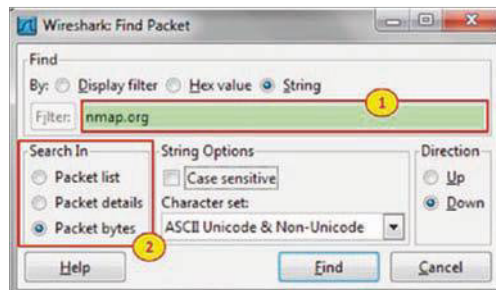 Wireshark: Find Packet
Find
By: Display filter Hex value String
1
Filter: nmap.org
Search In String Options Direction
Packet list Case sensitive Up
Packet details Character set: Down
Packet bytes ASCII Unicode & Non-Unicode
2
Help Find Cancel